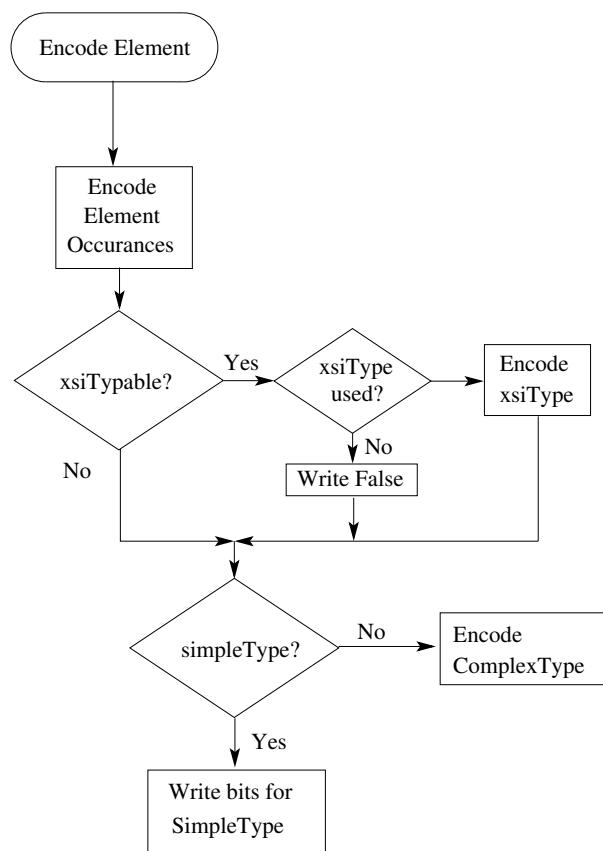 Encode Element
Encode
Element
Occurances
xsiTypable?
Yes
xsiType
used?
Encode
xsiType
No
No
Write False
simpleType?
No
Encode
ComplexType
Yes
Write bits for
SimpleType